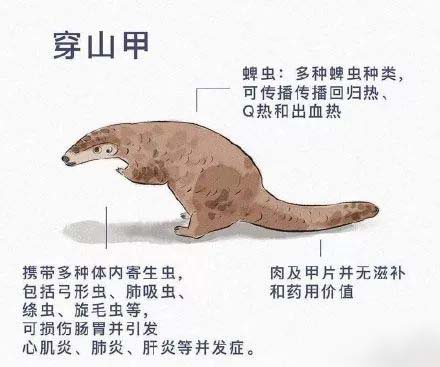 穿山甲
蜱虫：多种蜱虫种类，
可传播传播回归热、
Q热和出血热
携带多种体内寄生虫，
包括弓形虫、肺吸虫、
绦虫、旋毛虫等，
可损伤肠胃并引发
心肌炎、肺炎、肝炎等并发症。
肉及甲片并无滋补
和药用价值